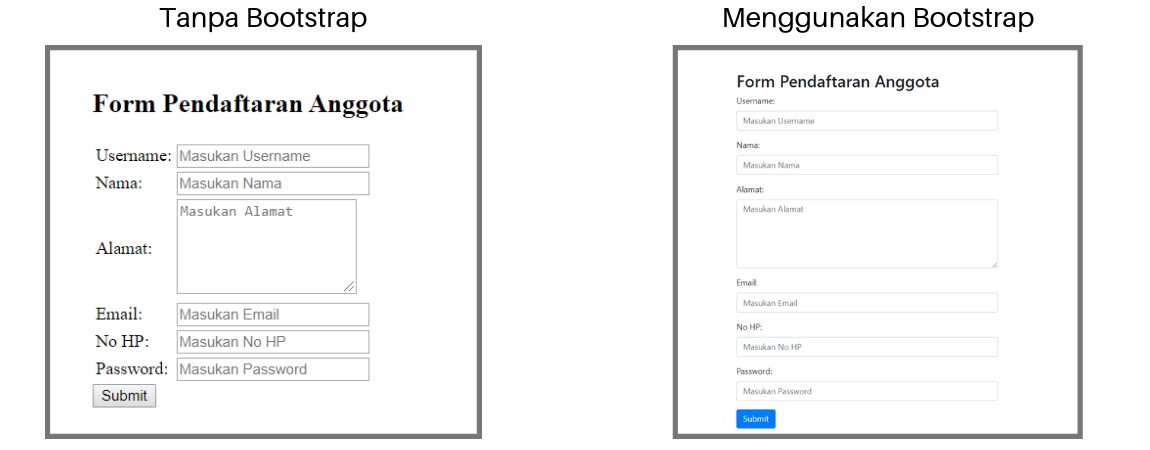 Tanpa Bootstrap
Form Pendaftaran Anggota
Username: Masukan Username
Nama: Masukan Nama
Alamat: Masukan Alamat
Email: Masukan Email
No HP: Masukan No HP
Password: Masukan Password
Submit
Menggunakan Bootstrap
Form Pendaftaran Anggota
Username:
Masukan Username
Nama:
Masukan Nama
Alamat:
Masukan Alamat
Email:
Masukan Email
No HP:
Masukan No HP
Password:
Masukan Password
Submit